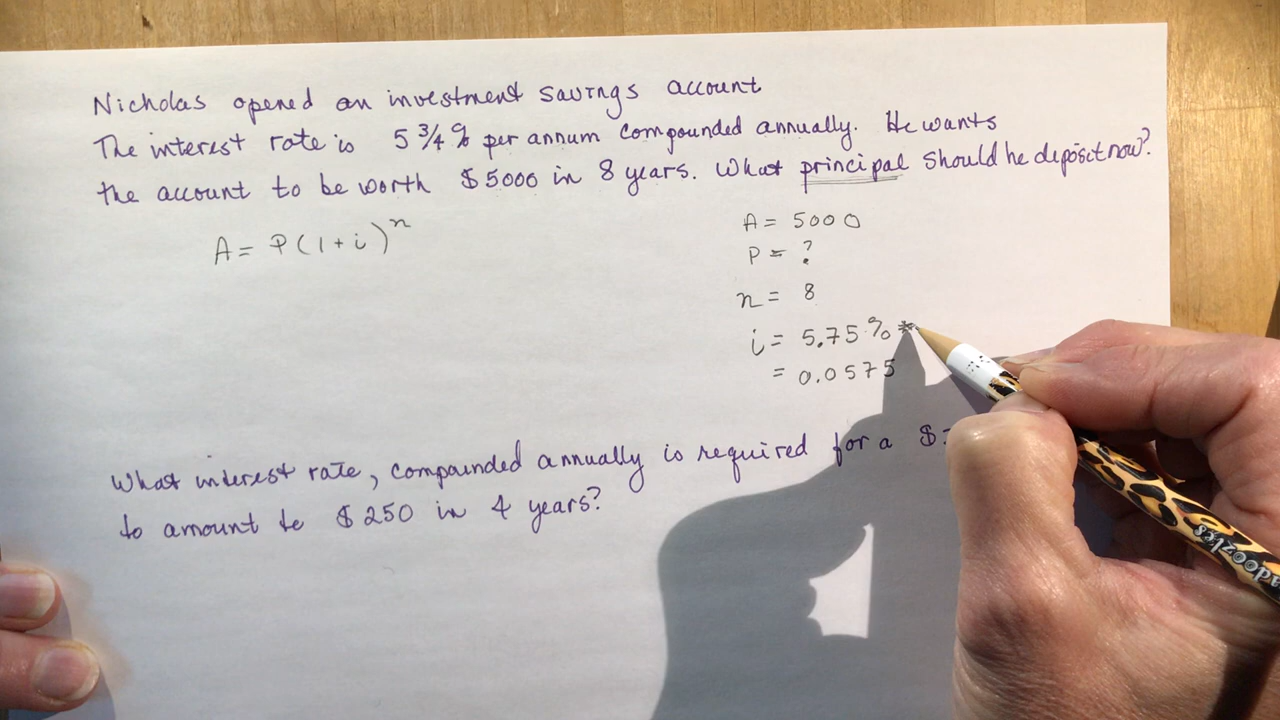 Nicholas opened an investment savings account
The interest rate is 5 3/4 % per annum compounded annually. He wants
the account to be worth $5000 in 8 years. What principal should he deposit now?
A = P(1+i)^n
A = 5000
P = ?
n = 8
i = 5.75% *
= 0.0575
What interest rate, compounded annually is required for a $
to amount to $250 in 4 years?